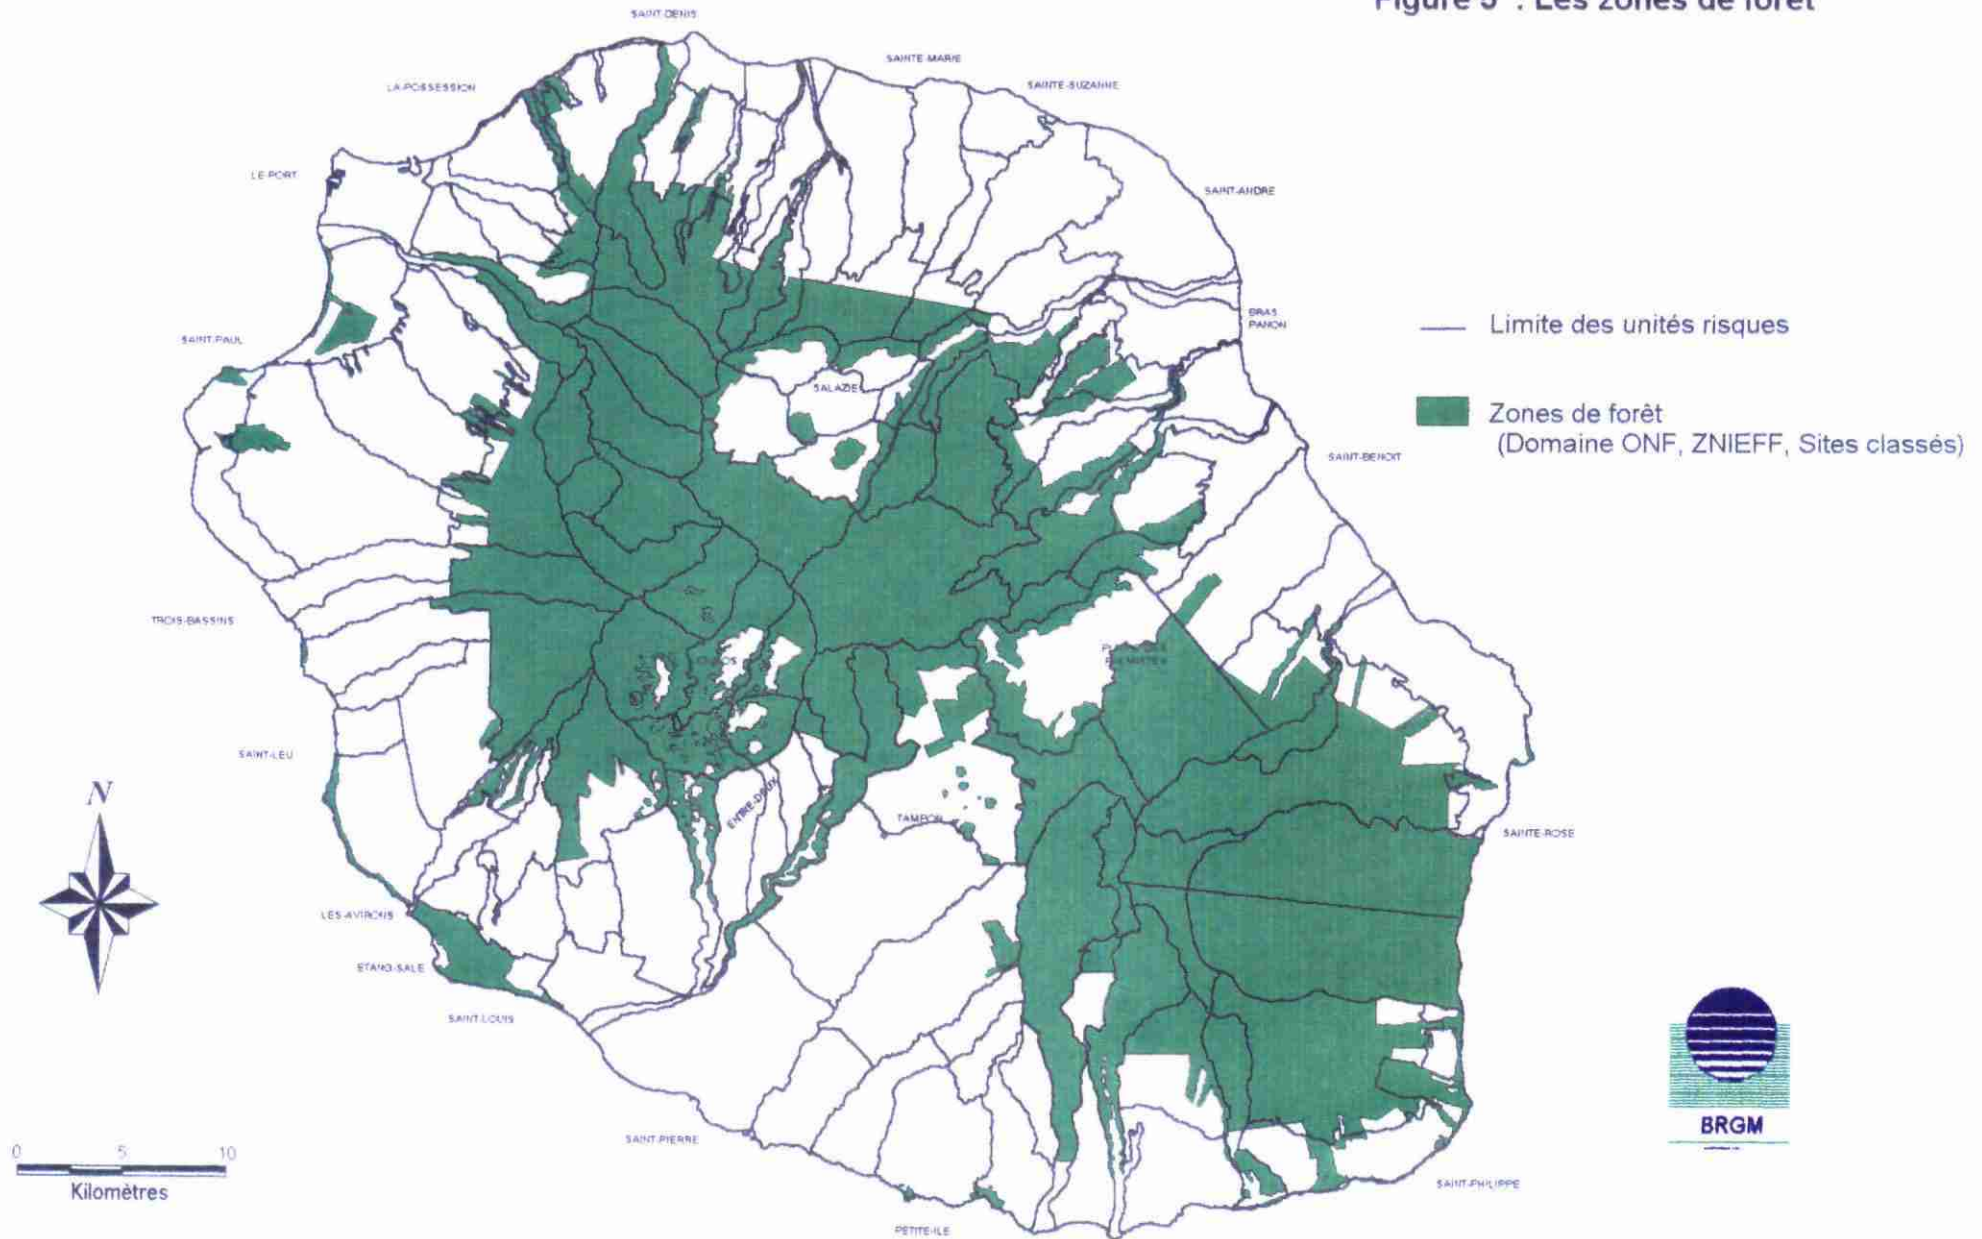 Figure 5 : Les zones de forêt
SAINT-DENIS
SAINTE-MARIE
LA-POSSESSION
SAINTE-SUZANNE
LE-PORT
SAINT-ANDRE
BRAS
PANON
Limite des unités risques
SAINT-PAUL
SALAZIE
Zones de forêt
(Domaine ONF, ZNIEFF, Sites classés)
SAINT-BENOIT
TROIS-BASSINS
SAINT-LEU
N
ENTRE-DEUX
TAMPON
SAINTE-ROSE
LES-AVIRONS
ETANG-SALE
SAINT-LOUIS
BRGM
SAINT-PIERRE
0 5 10
Kilomètres
SAINT-PHILIPPE
PETITE-ILE